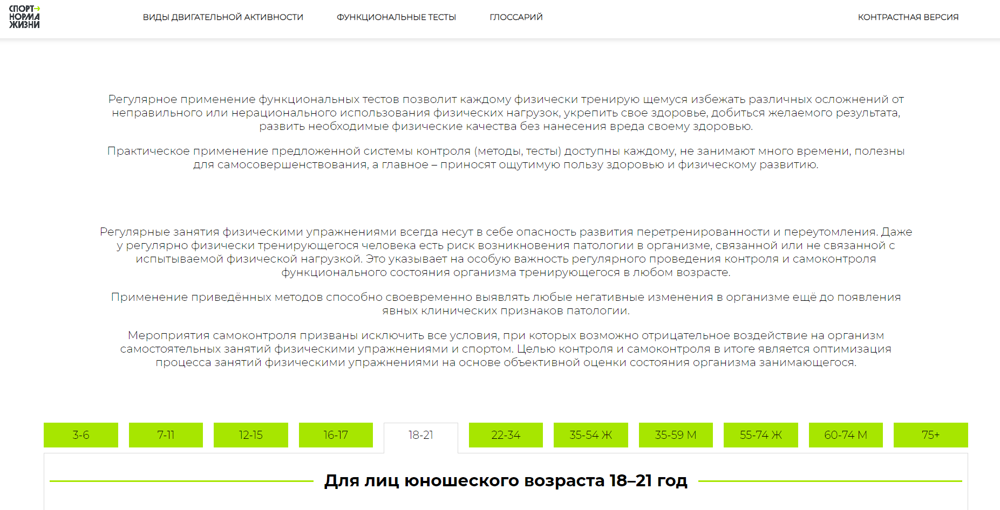 СПОРТ
НОРМА
ЖИЗНИ
ВИДЫ ДВИГАТЕЛЬНОЙ АКТИВНОСТИ
ФУНКЦИОНАЛЬНЫЕ ТЕСТЫ
ГЛОССАРИЙ
КОНТРАСТНАЯ ВЕРСИЯ
Регулярное применение функциональных тестов позволит каждому физически тренирую щемуся избежать различных осложнений от
неправильного или нерационального использования физических нагрузок, укрепить свое здоровье, добиться желаемого результата,
развить необходимые физические качества без нанесения вреда своему здоровью.
Практическое применение предложенной системы контроля (методы, тесты) доступны каждому, не занимают много времени, полезны
для самосовершенствования, а главное – приносят ощутимую пользу здоровью и физическому развитию.
Регулярные занятия физическими упражнениями всегда несут в себе опасность развития перетренированности и переутомления. Даже
у регулярно физически тренирующегося человека есть риск возникновения патологии в организме, связанной или не связанной с
испытываемой физической нагрузкой. Это указывает на особую важность регулярного проведения контроля и самоконтроля
функционального состояния организма тренирующегося в любом возрасте.
Применение приведённых методов способно своевременно выявлять любые негативные изменения в организме ещё до появления
явных клинических признаков патологии.
Мероприятия самоконтроля призваны исключить все условия, при которых возможно отрицательное воздействие на организм
самостоятельных занятий физическими упражнениями и спортом. Целью контроля и самоконтроля в итоге является оптимизация
процесса занятий физическими упражнениями на основе объективной оценки состояния организма занимающегося.
3-6
7-11
12-15
16-17
18-21
22-34
35-54 Ж
35-59 М
55-74 Ж
60-74 М
75+
Для лиц юношеского возраста 18–21 год